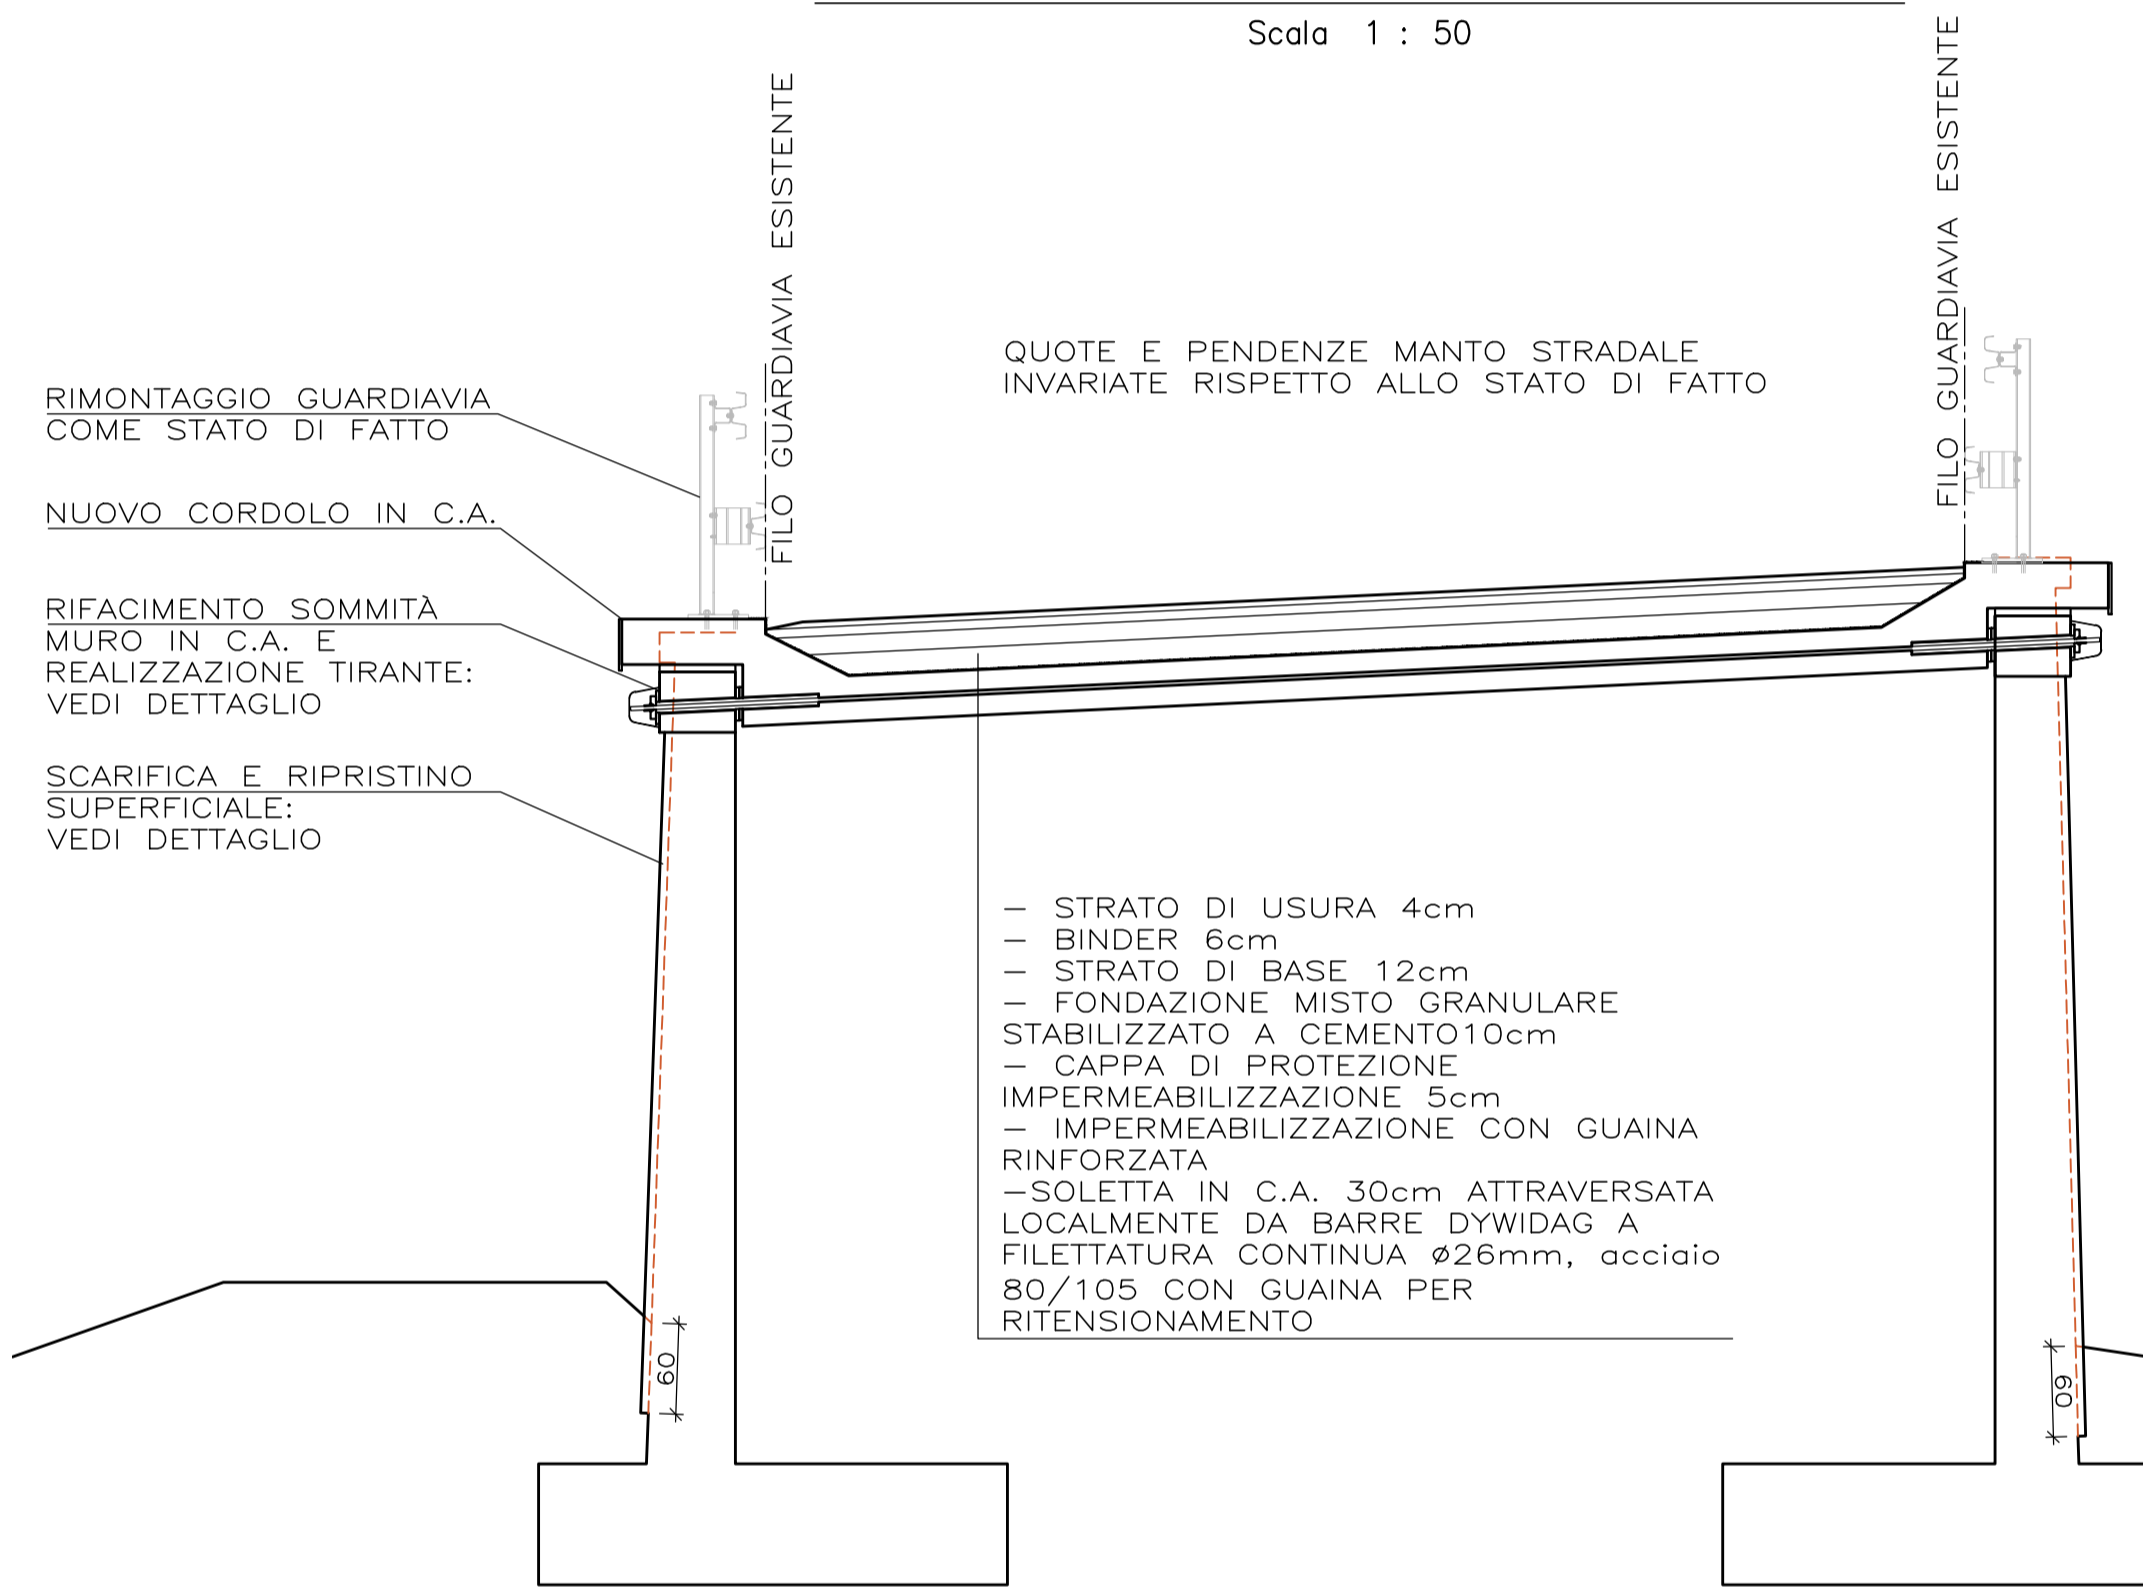 Scala 1 : 50
FILO GUARDIAVIA ESISTENTE
FILO GUARDIAVIA ESISTENTE
QUOTE E PENDENZE MANTO STRADALE
INVARIATE RISPETTO ALLO STATO DI FATTO
RIMONTAGGIO GUARDIAVIA
COME STATO DI FATTO
NUOVO CORDOLO IN C.A.
RIFACIMENTO SOMMITÀ
MURO IN C.A. E
REALIZZAZIONE TIRANTE:
VEDI DETTAGLIO
SCARIFICA E RIPRISTINO
SUPERFICIALE:
VEDI DETTAGLIO
– STRATO DI USURA 4cm
– BINDER 6cm
– STRATO DI BASE 12cm
– FONDAZIONE MISTO GRANULARE
STABILIZZATO A CEMENTO10cm
– CAPPA DI PROTEZIONE
IMPERMEABILIZZAZIONE 5cm
– IMPERMEABILIZZAZIONE CON GUAINA
RINFORZATA
–SOLETTA IN C.A. 30cm ATTRAVERSATA
LOCALMENTE DA BARRE DYWIDAG A
FILETTATURA CONTINUA ø26mm, acciaio
80/105 CON GUAINA PER
RITENSIONAMENTO
60
60